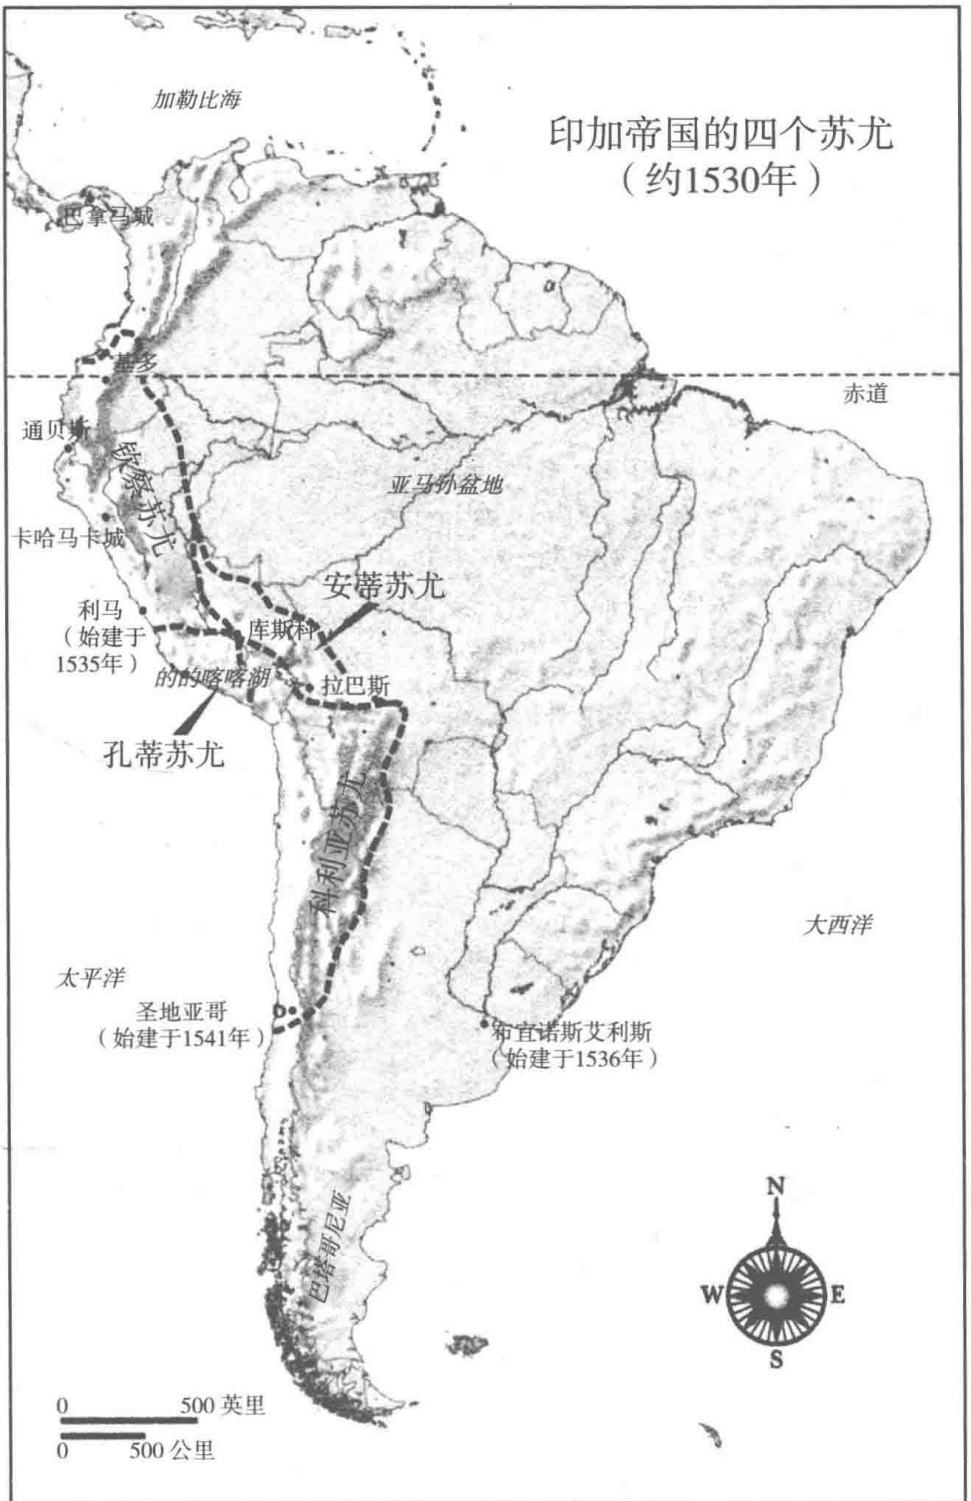 加勒比海
印加帝国的四个苏尤
（约1530年）
巴拿马城
基多
赤道
通贝斯
钦察苏尤
亚马孙盆地
卡哈马卡城
安蒂苏尤
利马
（始建于
1535年）
库斯科
的的喀喀湖
拉巴斯
孔蒂苏尤
科利亚苏尤
大西洋
太平洋
圣地亚哥
（始建于1541年）
布宜诺斯艾利斯
（始建于1536年）
巴塔哥尼亚
N
W E
S
0 500 英里
0 500 公里